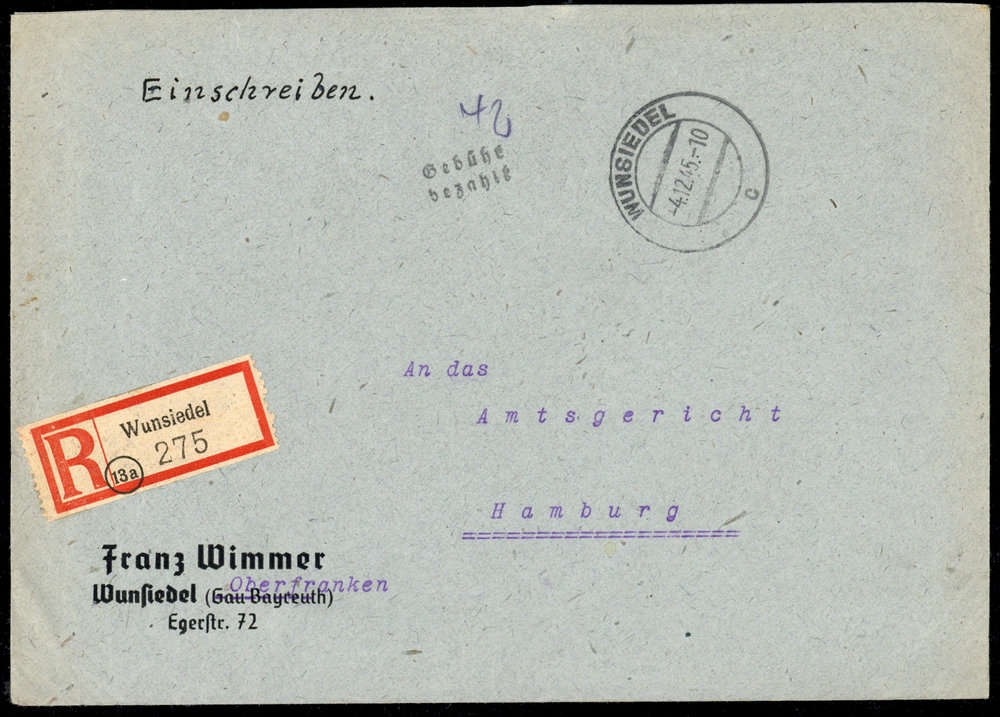 Einschreiben.
42
Gebühr
bezahlt
WUNSIEDEL
-4.12.45.-10
c
An das
Amtsgericht
Hamburg
R
Wunsiedel
275
13a
Franz Wimmer
Oberfranken
Wunsiedel (Gau Bayreuth)
Egerstr. 72